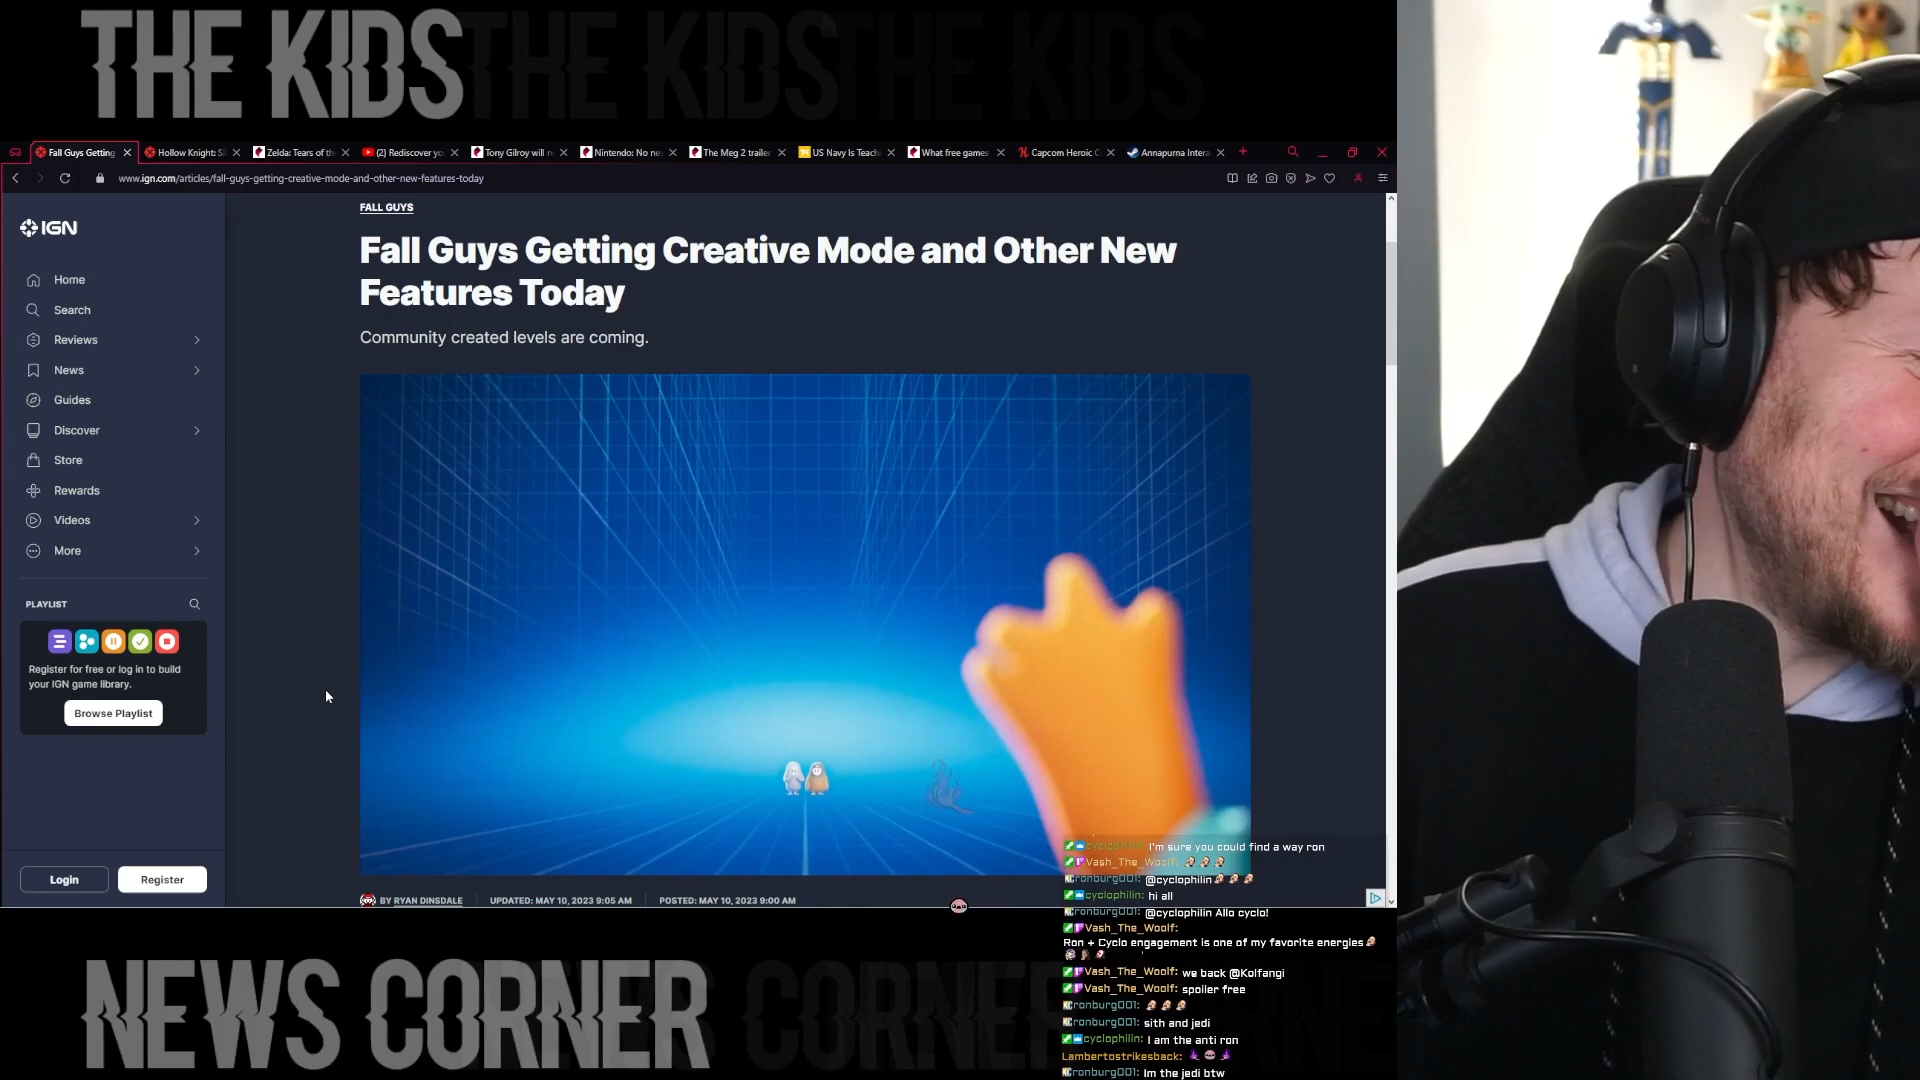 THE KIDS THE KIDS THE KIDS
Fall Guys Getting
Hollow Knight: Si
Zelda: Tears of th
(2) Rediscover yo
Tony Gilroy will n
Nintendo: No ne
The Meg 2 trailer
US Navy Is Teach
What free games
Capcom Heroic C
Annapurna Intera
www.ign.com/articles/fall-guys-getting-creative-mode-and-other-new-features-today
IGN
Home
Search
Reviews
News
Guides
Discover
Store
Rewards
Videos
More
PLAYLIST
Register for free or log in to build
your IGN game library.
Browse Playlist
Login
Register
FALL GUYS
Fall Guys Getting Creative Mode and Other New
Features Today
Community created levels are coming.
BY RYAN DINSDALE
UPDATED: MAY 10, 2023 9:05 AM
POSTED: MAY 10, 2023 9:00 AM
cyclophilin: I'm sure you could find a way ron
Vash_The_Woolf:
ronburg001: @cyclophilin
cyclophilin: hi all
ronburg001: @cyclophilin Allo cyclo!
Vash_The_Woolf:
Ron + Cyclo engagement is one of my favorite energies
Vash_The_Woolf: we back @Kolfangi
Vash_The_Woolf: spoiler free
ronburg001:
ronburg001: sith and jedi
cyclophilin: I am the anti ron
Lambertostrikesback:
ronburg001: Im the jedi btw
NEWS CORNER